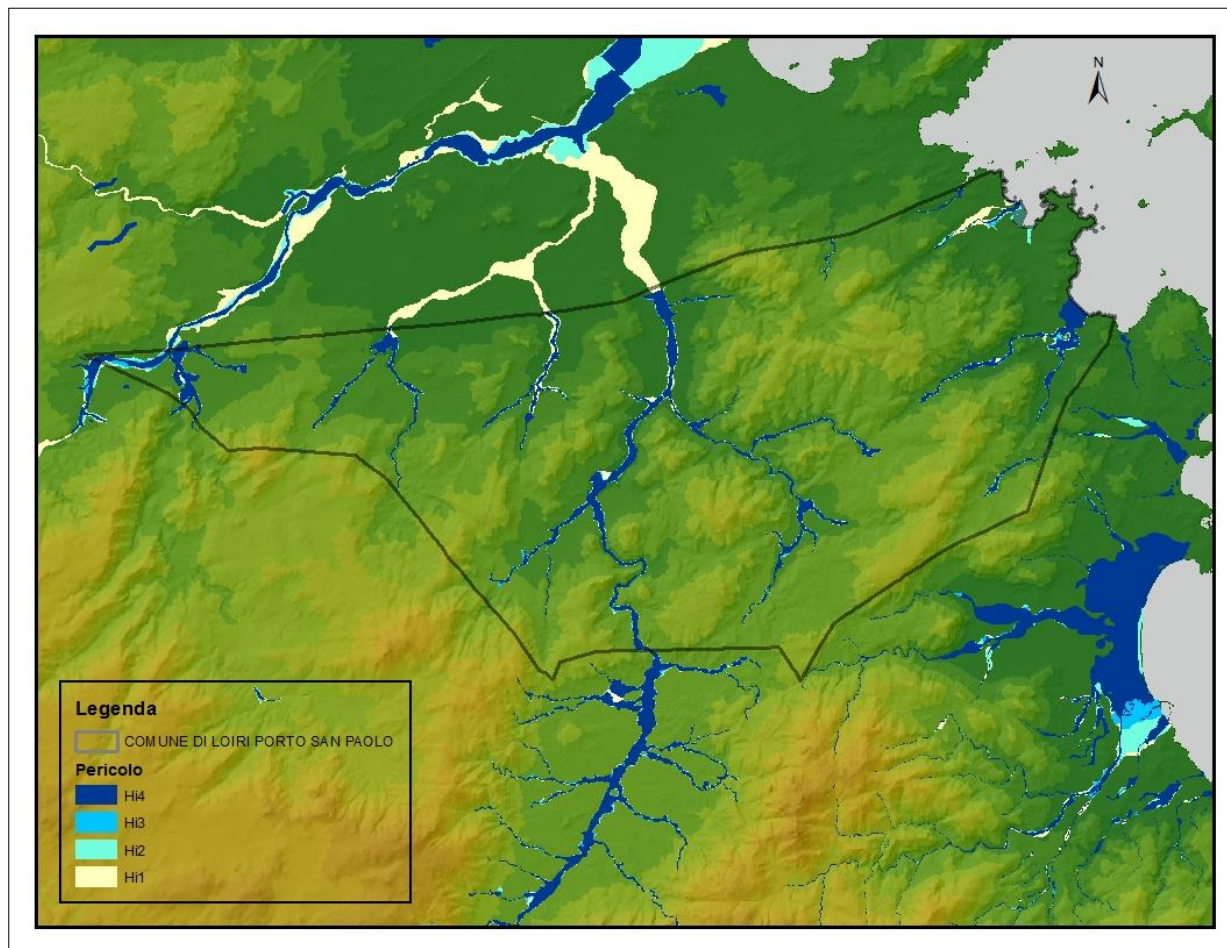 N
Legenda
COMUNE DI LOIRI PORTO SAN PAOLO
Pericolo
Hi4
Hi3
Hi2
Hi1